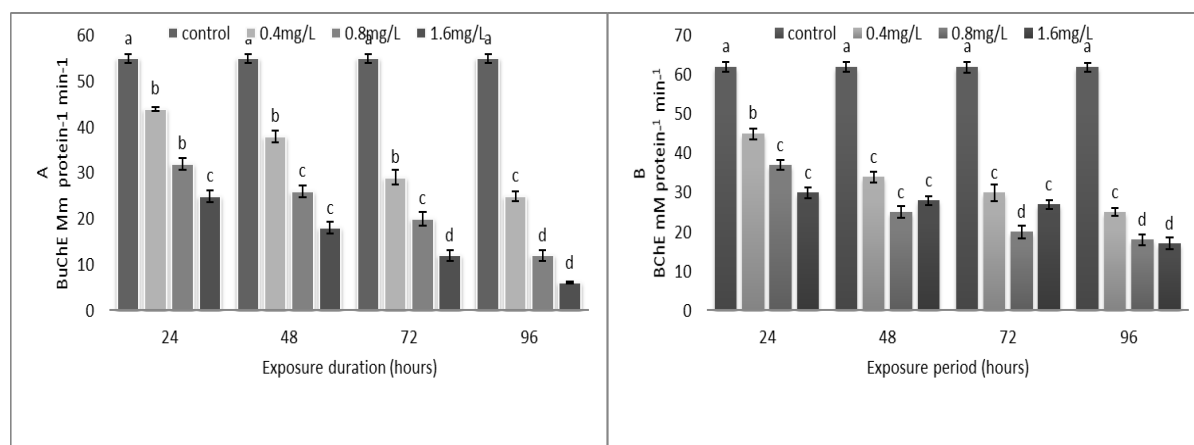 A
BuChE Mm protein-1 min-1
60
50
40
30
20
10
0
control 0.4mg/L 0.8mg/L 1.6mg/L
a a a a
b b b c
b c c d
c c d d
24 48 72 96
Exposure duration (hours)
B
BChE mM protein-¹ min-¹
70
60
50
40
30
20
10
0
control 0.4mg/L 0.8mg/L 1.6mg/L
a a a a
b c c c
c c d d
c c c d
24 48 72 96
Exposure period (hours)